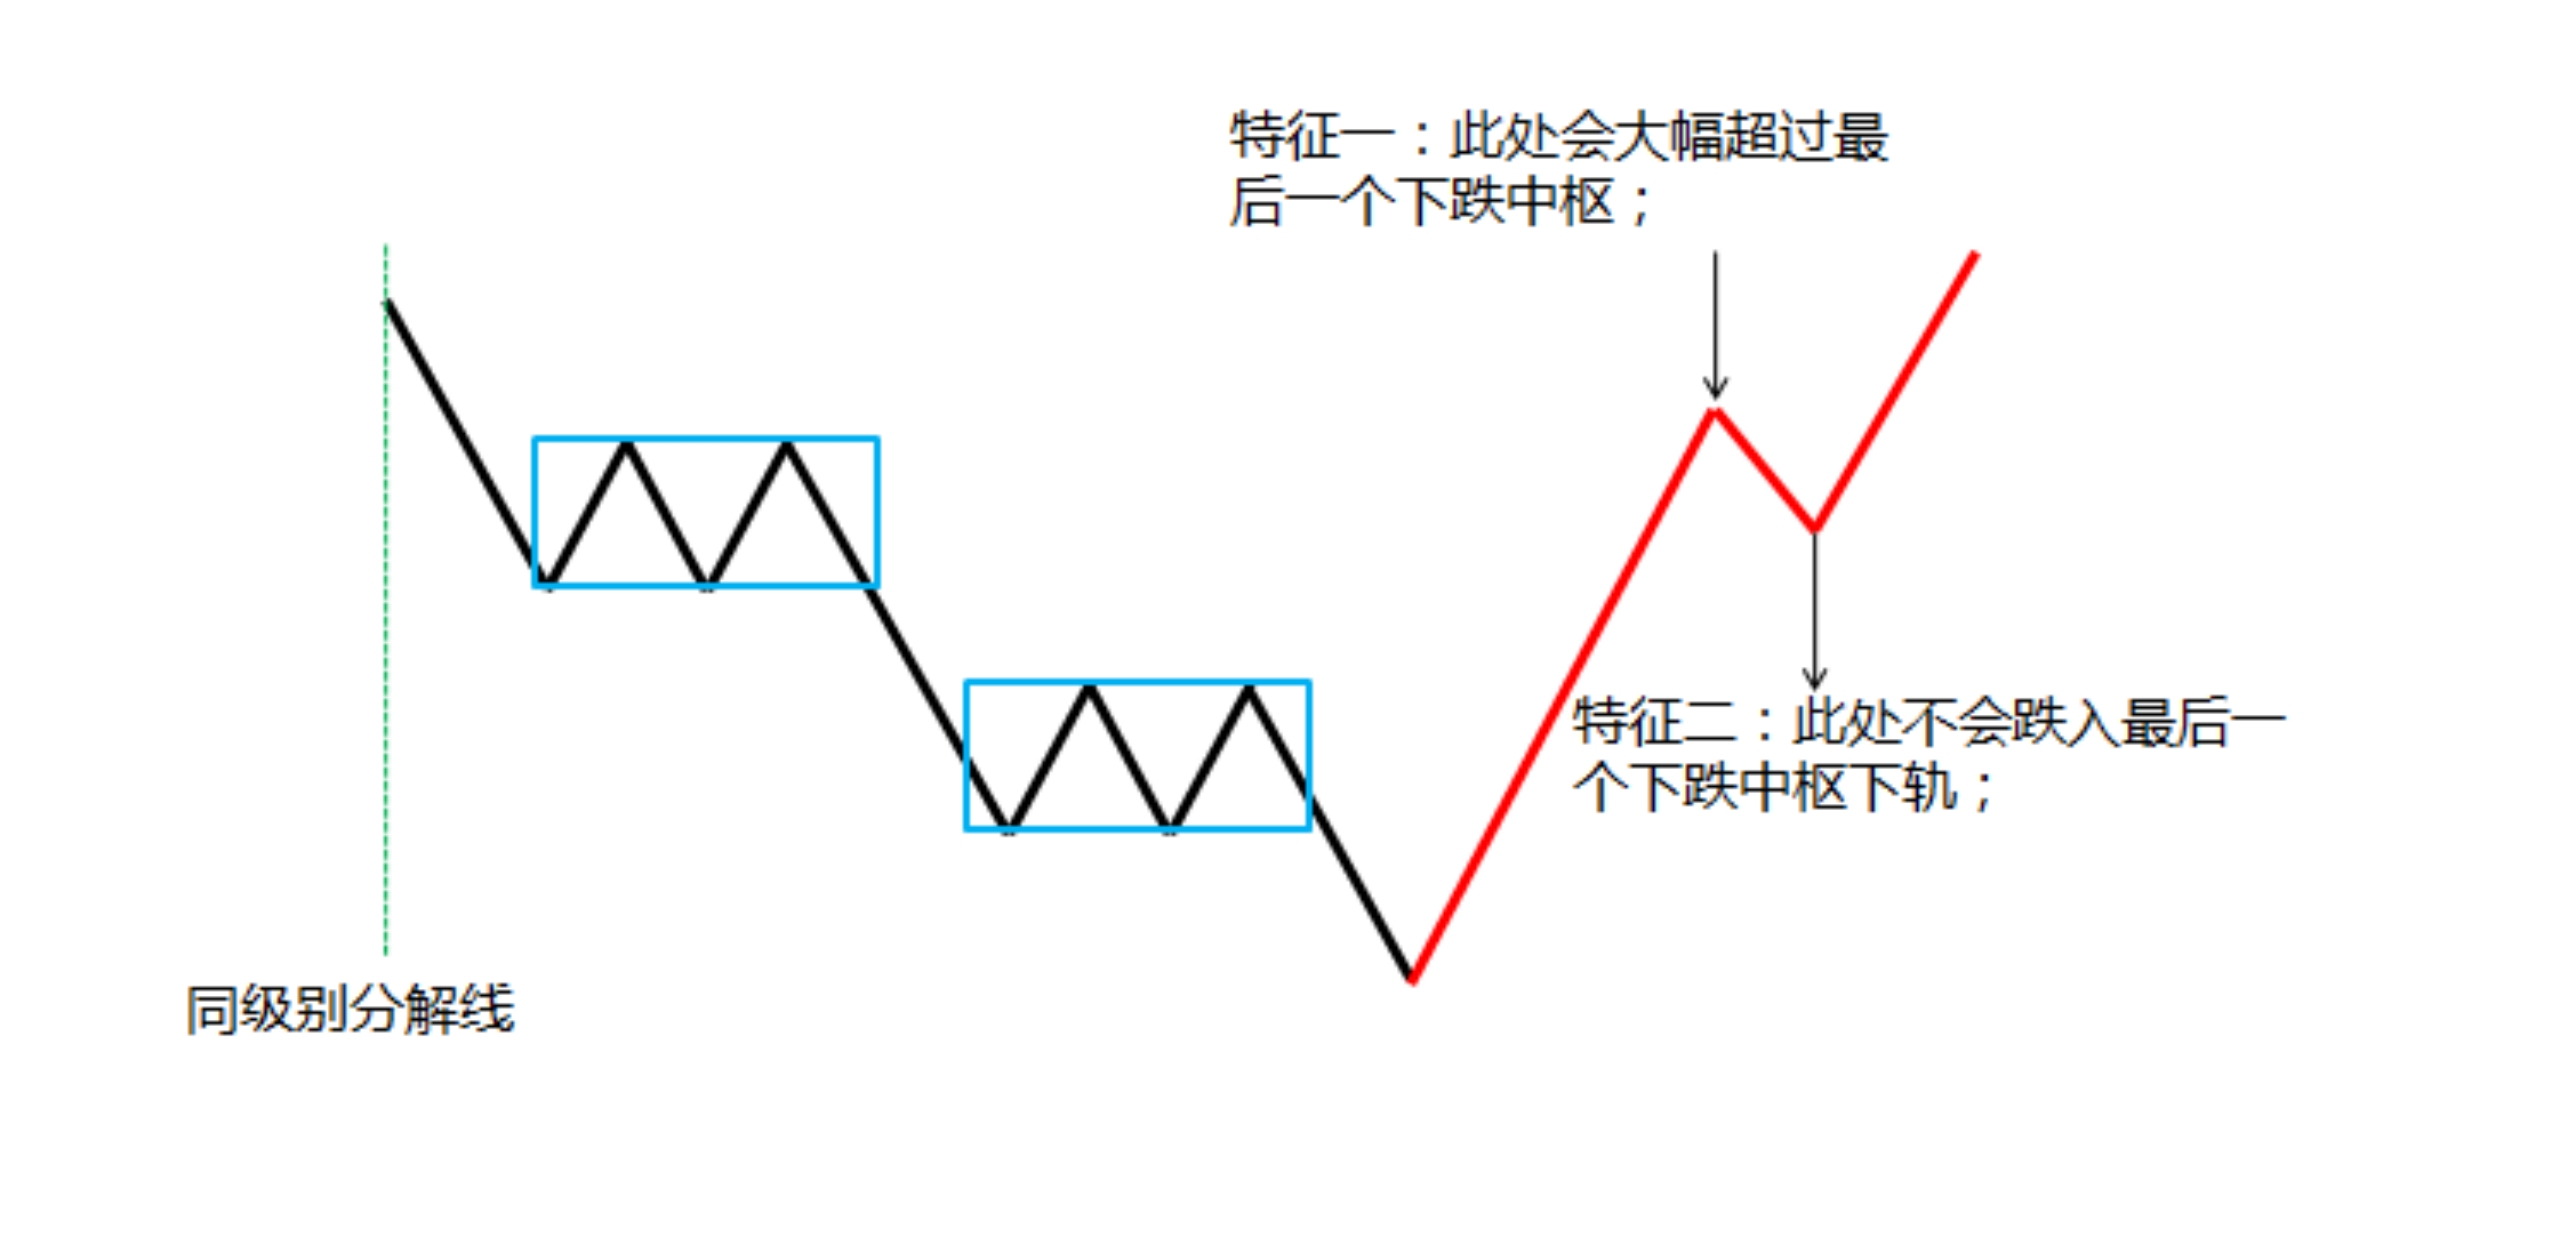 特征一：此处会大幅超过最
后一个下跌中枢；
特征二：此处不会跌入最后一
个下跌中枢下轨；
同级别分解线